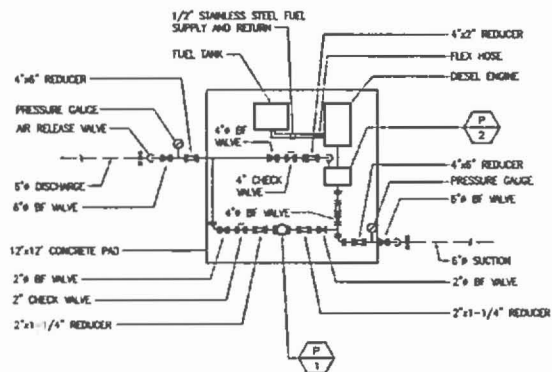 1/2" STAINLESS STEEL FUEL
SUPPLY AND RETURN
FUEL TANK
4"x2" REDUCER
FLEX HOSE
DIESEL ENGINE
4"x6" REDUCER
PRESSURE GAUGE
AIR RELEASE VALVE
6"ø DISCHARGE
6"ø BF VALVE
4"ø BF
VALVE
4" CHECK
VALVE
P
2
4"x6" REDUCER
PRESSURE GAUGE
6"ø BF VALVE
4"ø BF VALVE
12'x12' CONCRETE PAD
6"ø SUCTION
2"ø BF VALVE
2"ø BF VALVE
2" CHECK VALVE
2"x1-1/4" REDUCER
2"x1-1/4" REDUCER
P
1